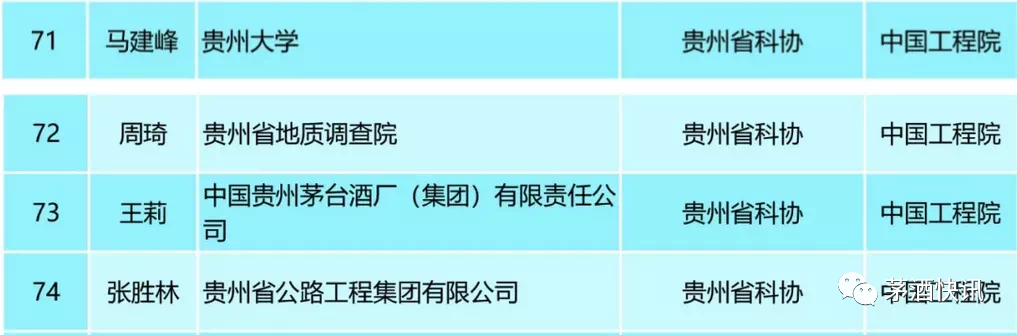 71 马建峰 贵州大学 贵州省科协 中国工程院
72 周琦 贵州省地质调查院 贵州省科协 中国工程院
73 王莉 中国贵州茅台酒厂（集团）有限责任公
司 贵州省科协 中国工程院
74 张胜林 贵州省公路工程集团有限公司 贵州省科协 中国工程院
茅酒快讯